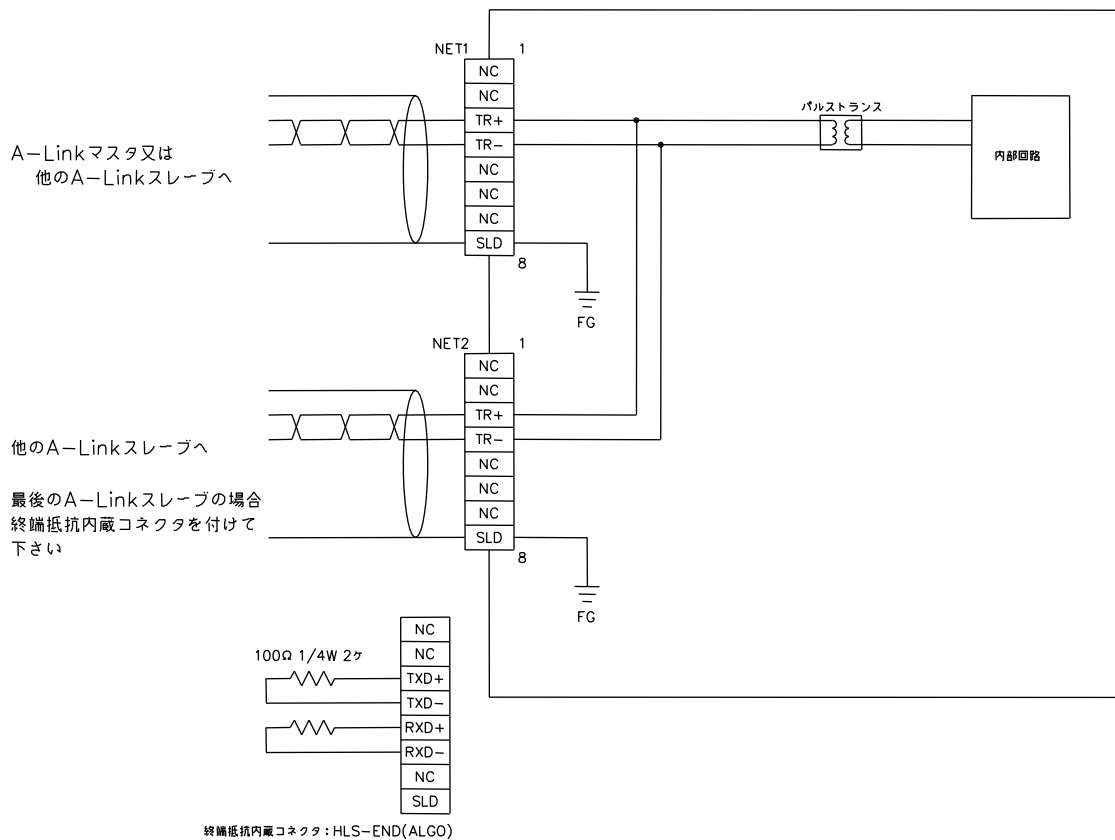 NET1
1
NC
NC
TR+
TR−
NC
NC
NC
SLD
8
FG
A−Linkマスタ又は
他のA−Linkスレーブへ
パルストランス
内部回路
NET2
1
NC
NC
TR+
TR−
NC
NC
NC
SLD
8
FG
他のA−Linkスレーブへ
最後のA−Linkスレーブの場合
終端抵抗内蔵コネクタを付けて
下さい
100Ω 1/4W 2ケ
NC
NC
TXD+
TXD−
RXD+
RXD−
NC
SLD
終端抵抗内蔵コネクタ：HLS−END(ALGO)